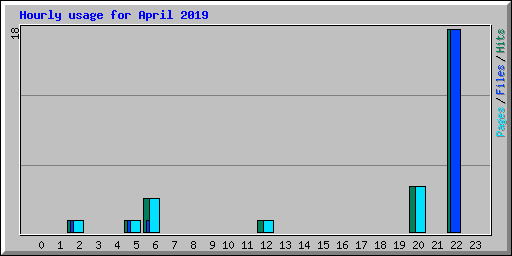 Hourly usage for April 2019
18
Pages/Files/Hits
0 1 2 3 4 5 6 7 8 9 10 11 12 13 14 15 16 17 18 19 20 21 22 23